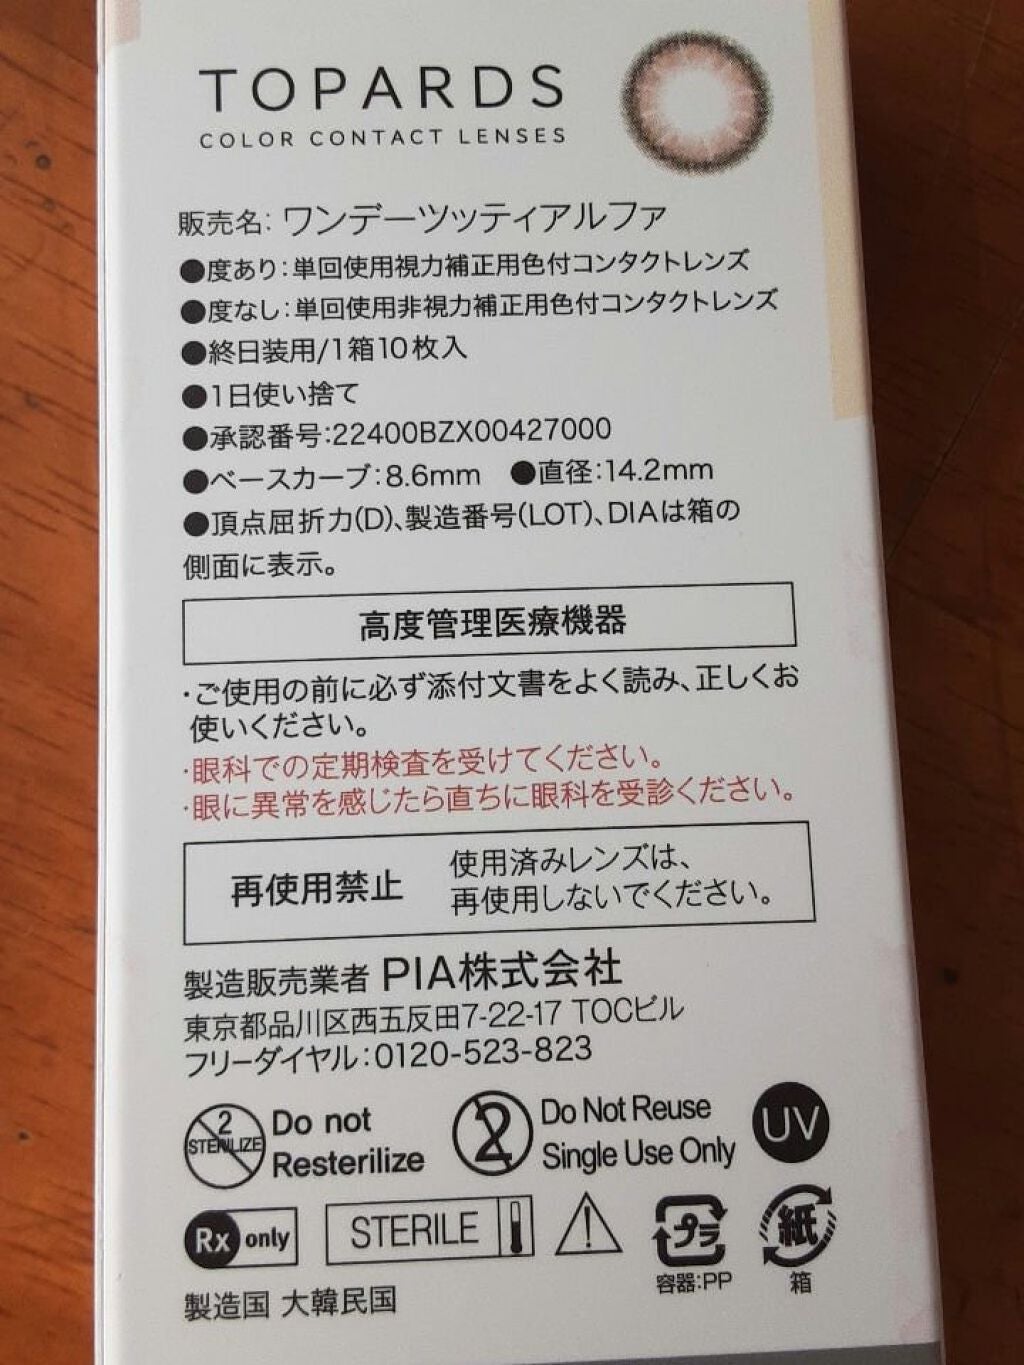 TOPARDS
COLOR CONTACT LENSES
販売名: ワンデーツッティアルファ
●度あり:単回使用視力補正用色付コンタクトレンズ
●度なし:単回使用非視力補正用色付コンタクトレンズ
●終日装用/1箱10枚入
●1日使い捨て
●承認番号:22400BZX00427000
●ベースカーブ:8.6mm ●直径:14.2mm
●頂点屈折力(D)、製造番号(LOT)、DIAは箱の
側面に表示。
高度管理医療機器
・ご使用の前に必ず添付文書をよく読み、正しくお
使いください。
・眼科での定期検査を受けてください。
・眼に異常を感じたら直ちに眼科を受診ください。
再使用禁止
使用済みレンズは、
再使用しないでください。
製造販売業者 PIA株式会社
東京都品川区西五反田7-22-17 TOCビル
フリーダイヤル:0120-523-823
2
STERILIZE
Do not
Resterilize
2
Do Not Reuse
Single Use Only
UV
Rx only
STERILE
!
プラ
容器:PP
紙
箱
製造国 大韓民国